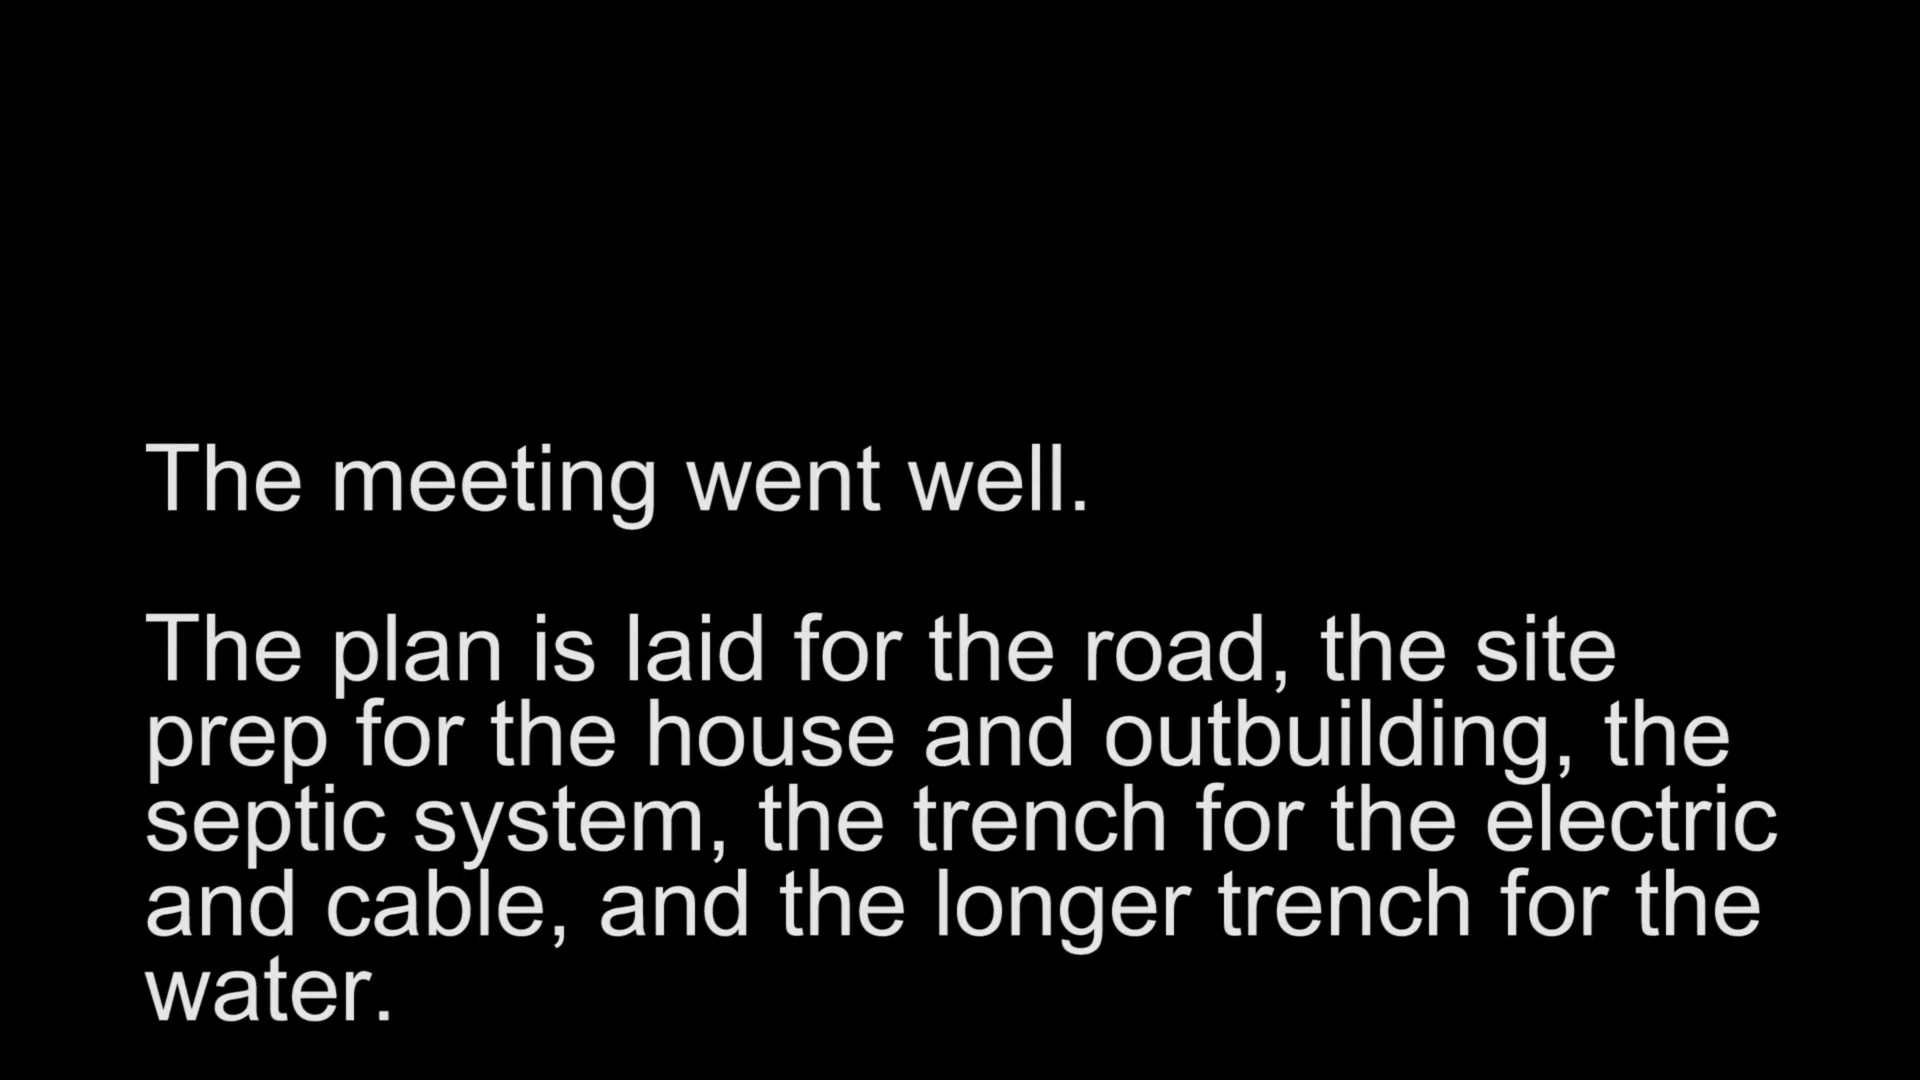 The meeting went well.
The plan is laid for the road, the site
prep for the house and outbuilding, the
septic system, the trench for the electric
and cable, and the longer trench for the
water.